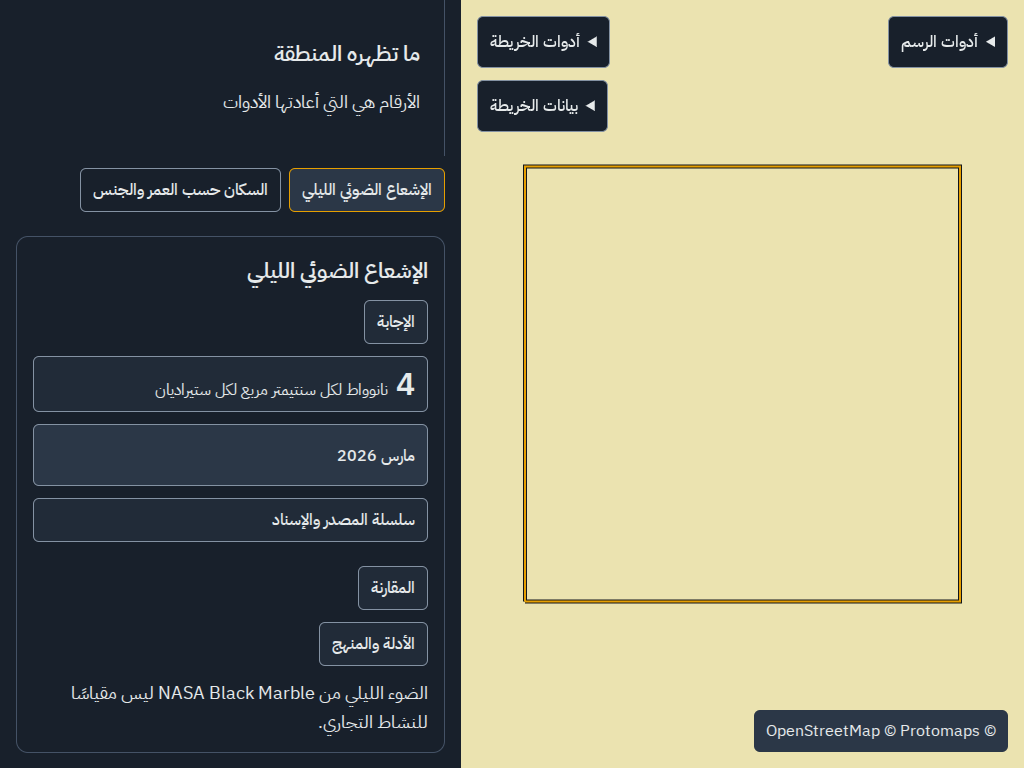 ما تظهره المنطقة
الأرقام هي التي أعادتها الأدوات
الإشعاع الضوئي الليلي
السكان حسب العمر والجنس
الإشعاع الضوئي الليلي
الإجابة
4 نانوواط لكل سنتيمتر مربع لكل ستيراديان
مارس 2026
سلسلة المصدر والإسناد
المقارنة
الأدلة والمنهج
الضوء الليلي من NASA Black Marble ليس مقياسًا
للنشاط التجاري.
أدوات الرسم
أدوات الخريطة
بيانات الخريطة
© OpenStreetMap © Protomaps